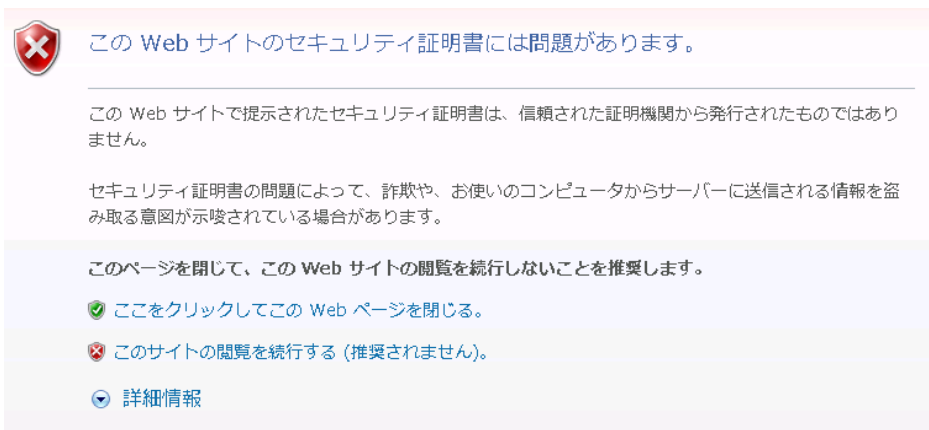 この Web サイトのセキュリティ証明書には問題があります。
この Web サイトで提示されたセキュリティ証明書は、信頼された証明機関から発行されたものではあり
ません。
セキュリティ証明書の問題によって、詐欺や、お使いのコンピュータからサーバーに送信される情報を盗
み取る意図が示唆されている場合があります。
このページを閉じて、この Web サイトの閲覧を続行しないことを推奨します。
ここをクリックしてこの Web ページを閉じる。
このサイトの閲覧を続行する (推奨されません)。
詳細情報